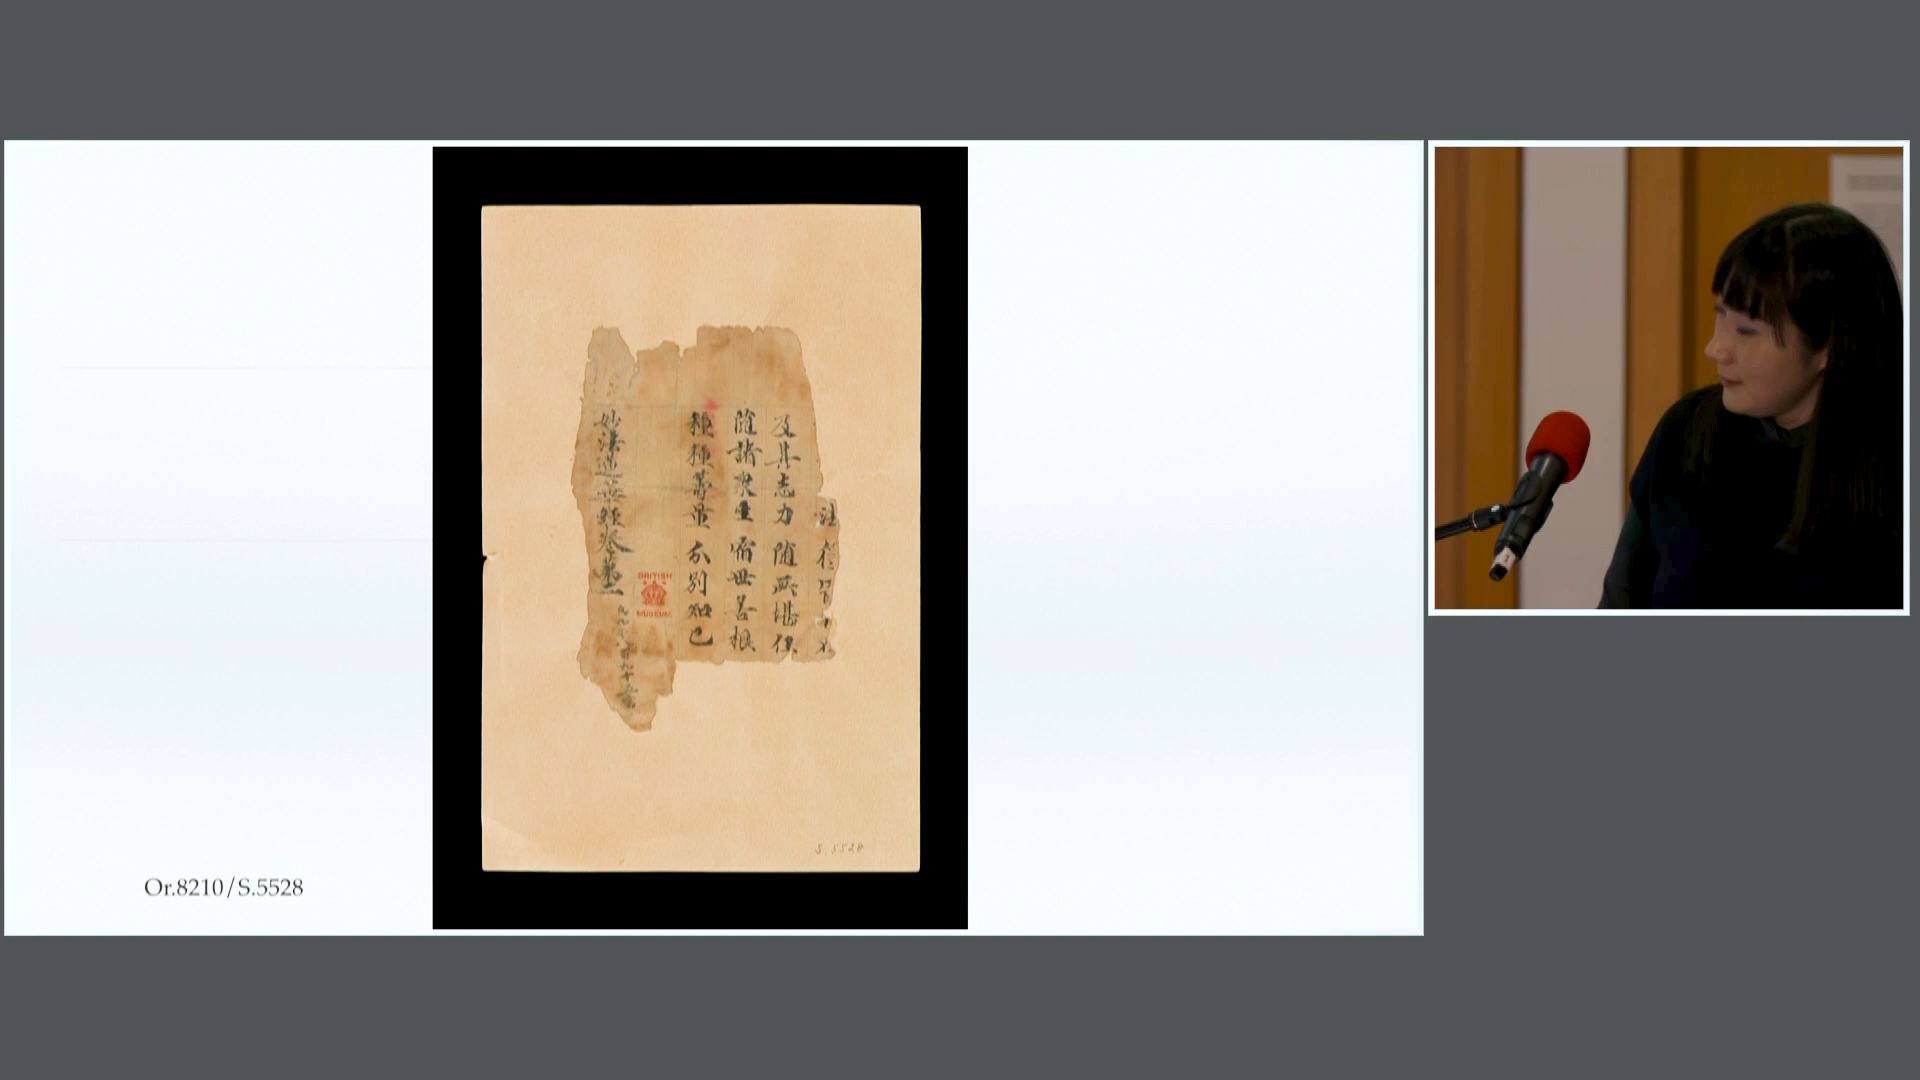 及其志力 隨所堪任
隨諸衆生 宿世善根
種種籌量 分別知已
妙法蓮華經卷第二
BRITISH
MUSEUM
S.5528
Or.8210/S.5528